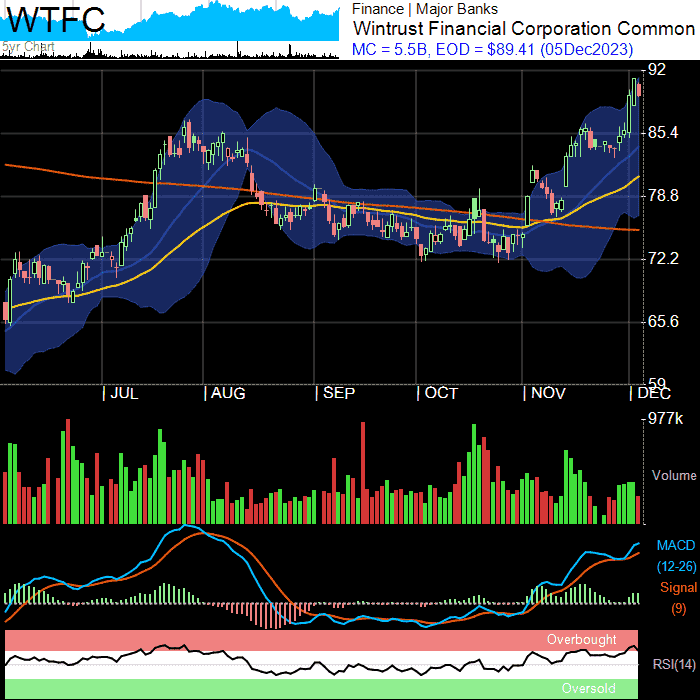 WTFC
5yr Chart
Finance | Major Banks
Wintrust Financial Corporation Common
MC = 5.5B, EOD = $89.41 (05Dec2023)
92
85.4
78.8
72.2
65.6
59
JUL AUG SEP OCT NOV DEC
977k
Volume
MACD
(12-26)
Signal
(9)
Overbought
RSI(14)
Oversold